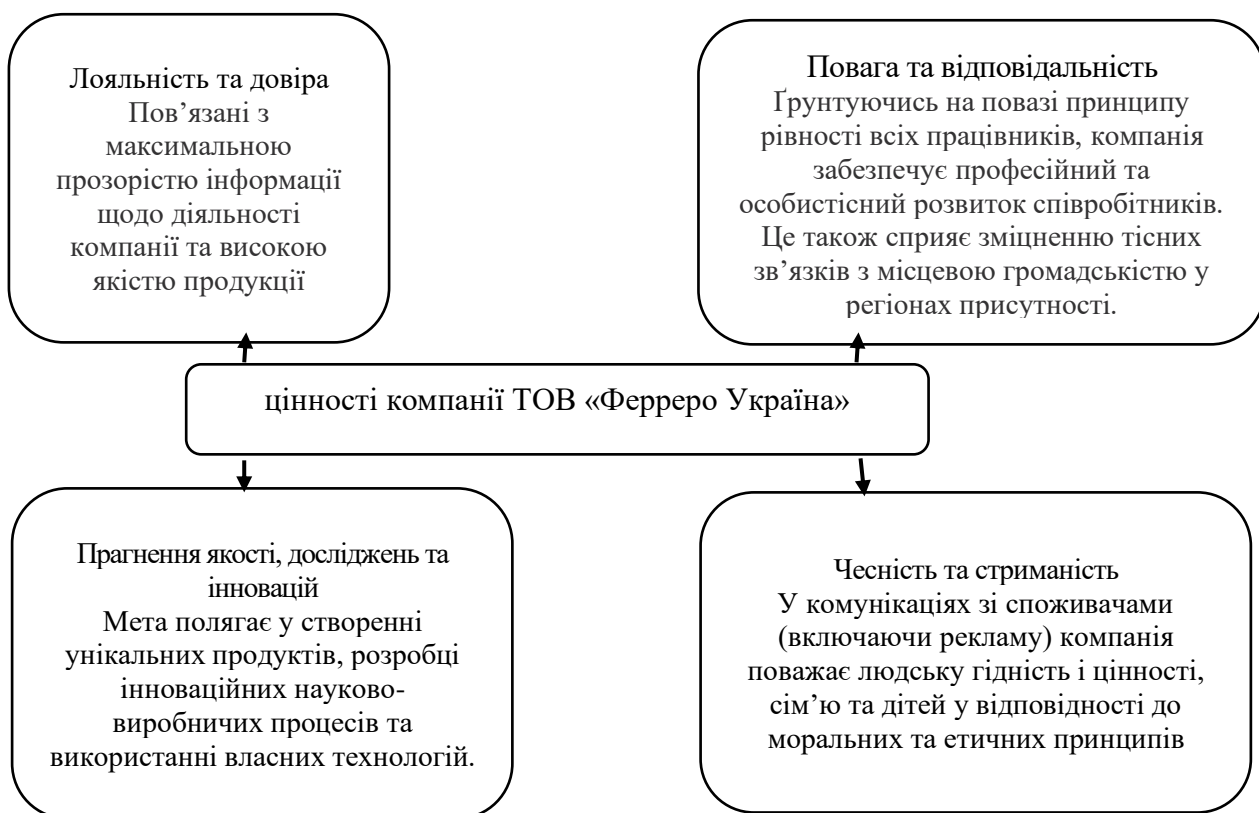 Лояльність та довіра
Пов’язані з
максимальною
прозорістю інформації
щодо діяльності
компанії та високою
якістю продукції
Повага та відповідальність
Ґрунтуючись на повазі принципу
рівності всіх працівників, компанія
забезпечує професійний та
особистісний розвиток співробітників.
Це також сприяє зміцненню тісних
зв’язків з місцевою громадськістю у
регіонах присутності.
цінності компанії ТОВ «Ферреро Україна»
Прагнення якості, досліджень та
інновацій
Мета полягає у створенні
унікальних продуктів, розробці
інноваційних науково-
виробничих процесів та
використанні власних технологій.
Чесність та стриманість
У комунікаціях зі споживачами
(включаючи рекламу) компанія
поважає людську гідність і цінності,
сім’ю та дітей у відповідності до
моральних та етичних принципів